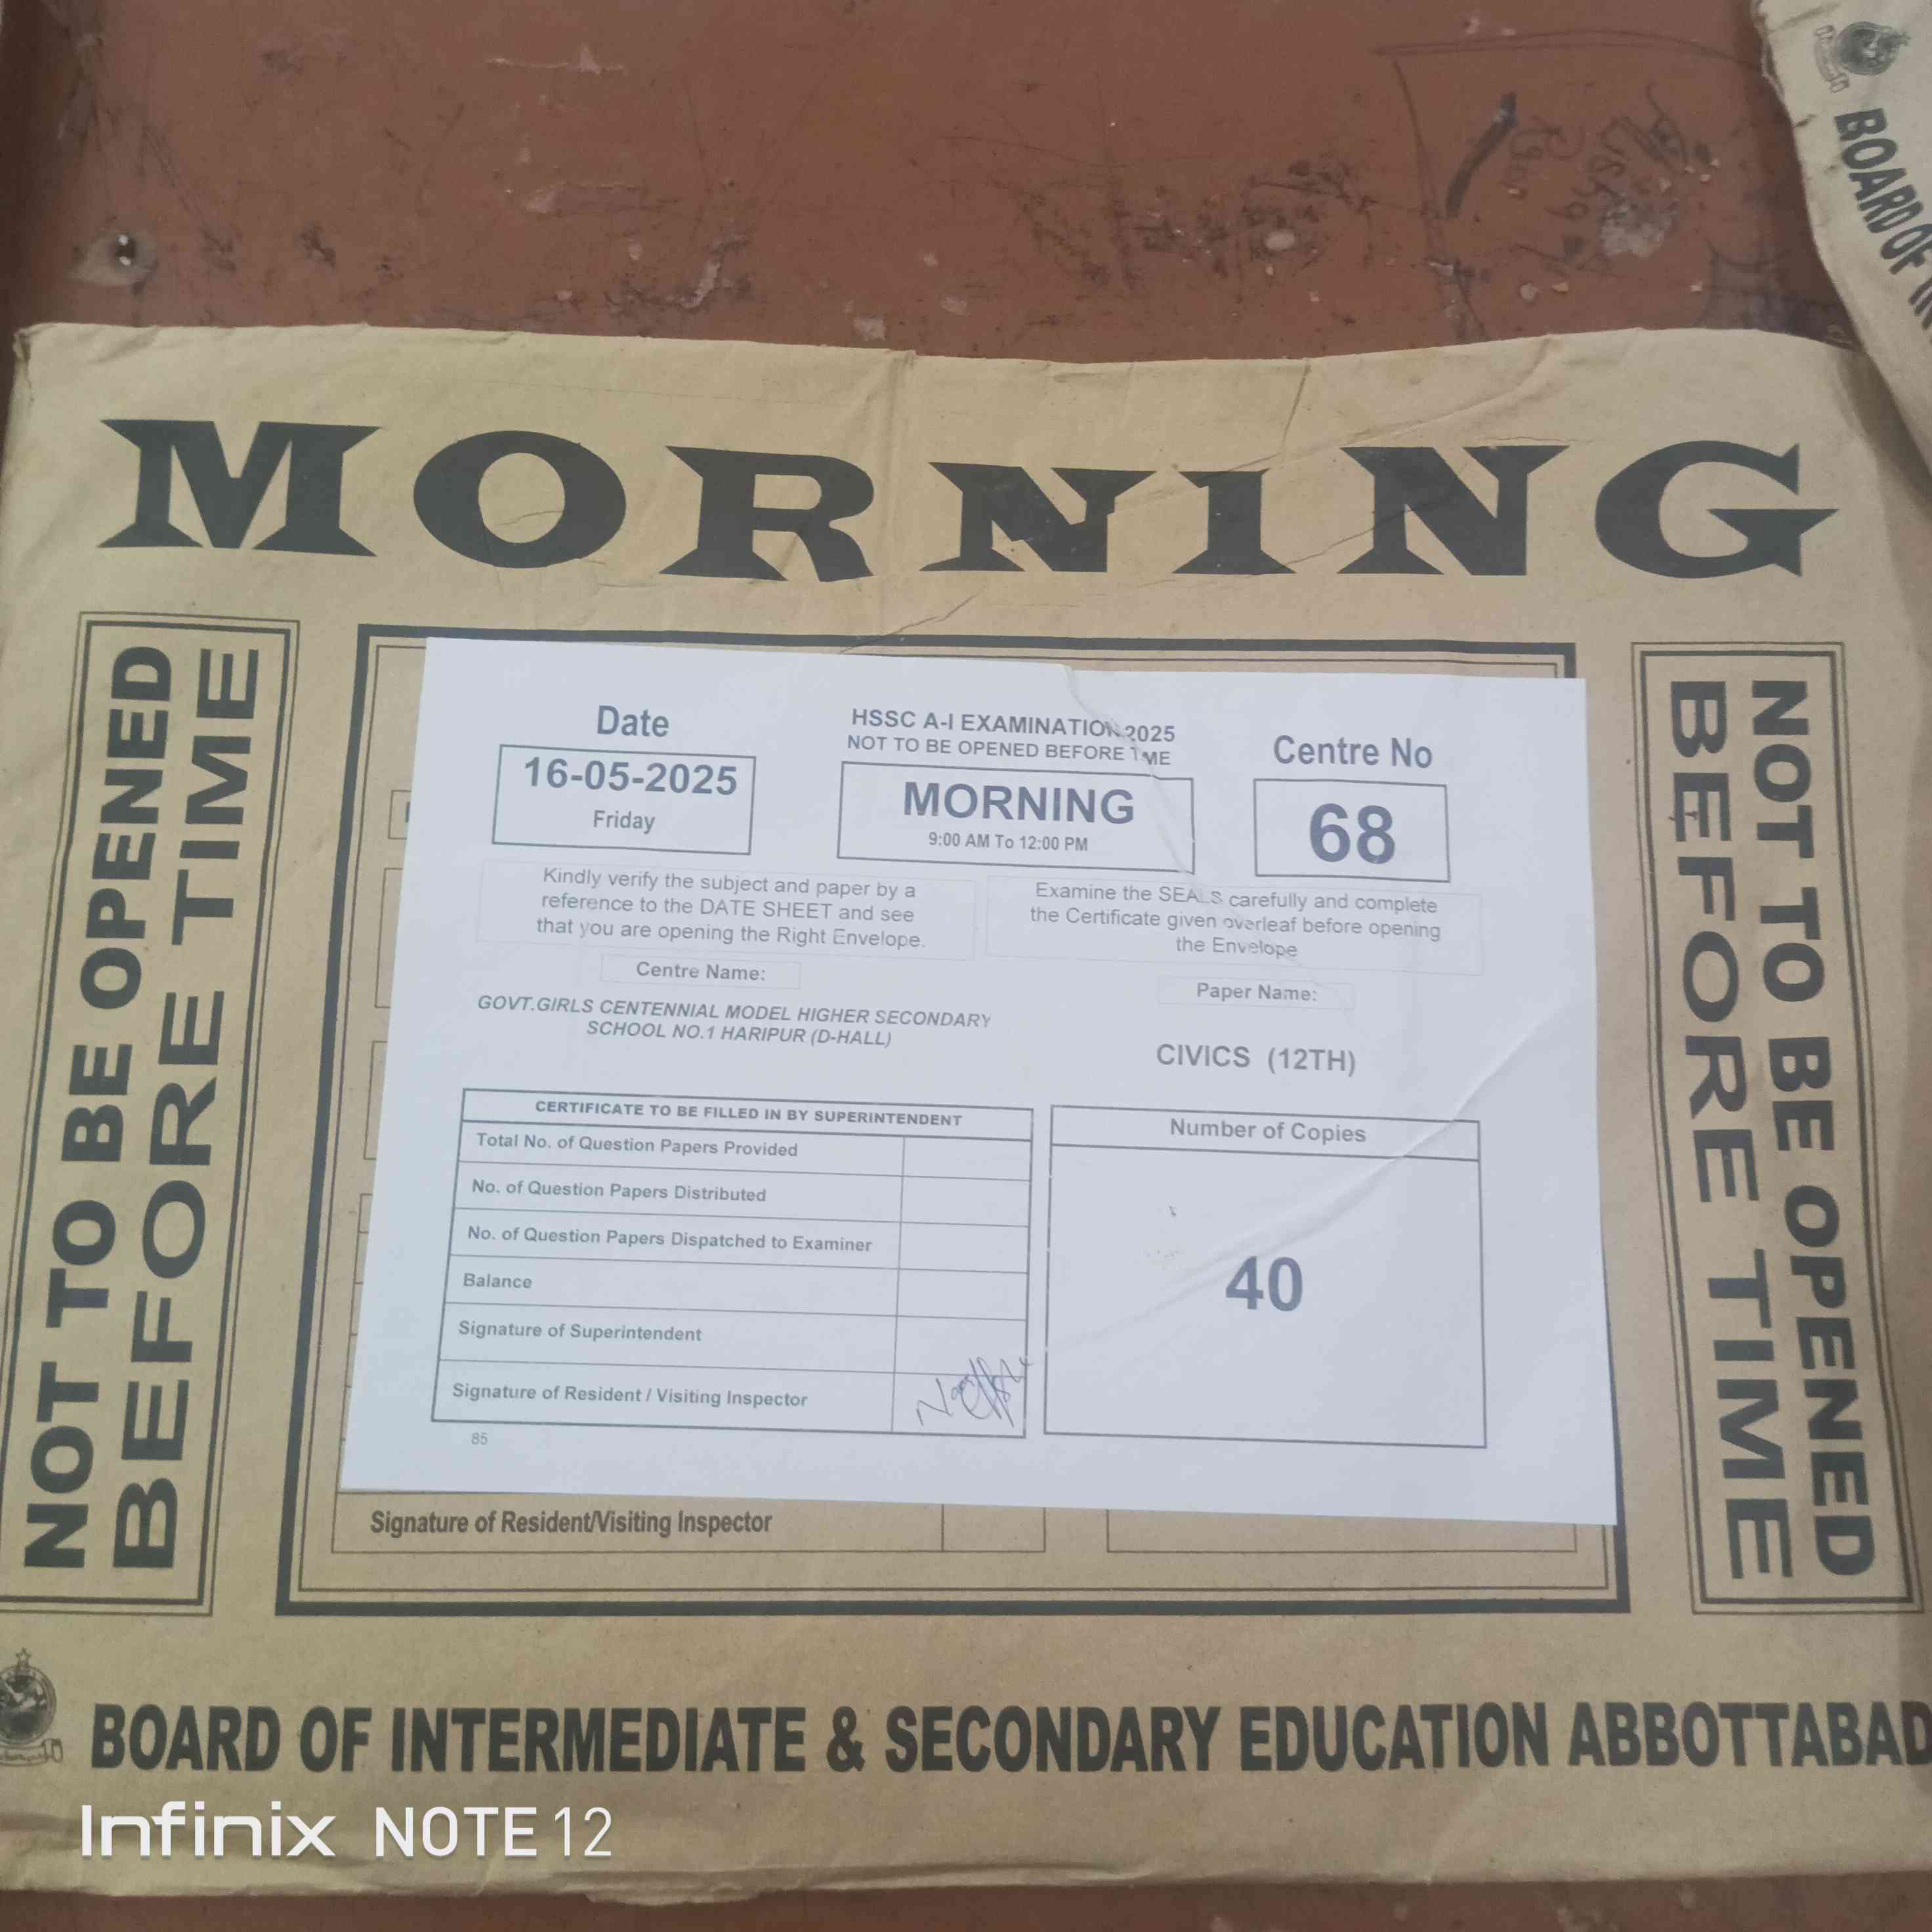 BOARD OF
MORNING
NOT TO BE OPENED
BEFORE TIME
NOT TO BE OPENED
BEFORE TIME
Date
16-05-2025
Friday
HSSC A-I EXAMINATION 2025
NOT TO BE OPENED BEFORE TIME
MORNING
9:00 AM To 12:00 PM
Centre No
68
Kindly verify the subject and paper by a
reference to the DATE SHEET and see
that you are opening the Right Envelope.
Examine the SEALS carefully and complete
the Certificate given overleaf before opening
the Envelope
Centre Name:
GOVT.GIRLS CENTENNIAL MODEL HIGHER SECONDARY
SCHOOL NO.1 HARIPUR (D-HALL)
Paper Name:
CIVICS (12TH)
CERTIFICATE TO BE FILLED IN BY SUPERINTENDENT
Total No. of Question Papers Provided
No. of Question Papers Distributed
No. of Question Papers Dispatched to Examiner
Balance
Signature of Superintendent
Signature of Resident / Visiting Inspector
85
Number of Copies
40
Signature of Resident/Visiting Inspector
BOARD OF INTERMEDIATE & SECONDARY EDUCATION ABBOTTABAD
Infinix NOTE 12